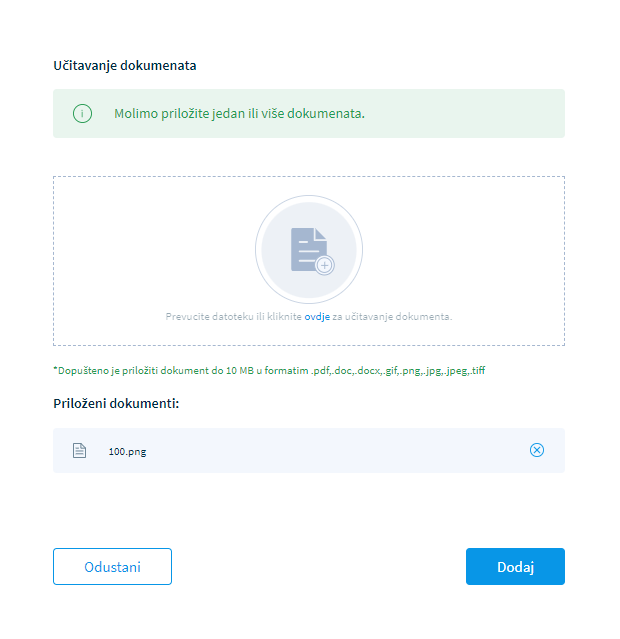 Učitavanje dokumenata
Molimo priložite jedan ili više dokumenata.
Prevucite datoteku ili kliknite ovdje za učitavanje dokumenta.
*Dopušteno je priložiti dokument do 10 MB u formatim .pdf,.doc,.docx,.gif,.png,.jpg,.jpeg,.tiff
Priloženi dokumenti:
100.png
Odustani
Dodaj